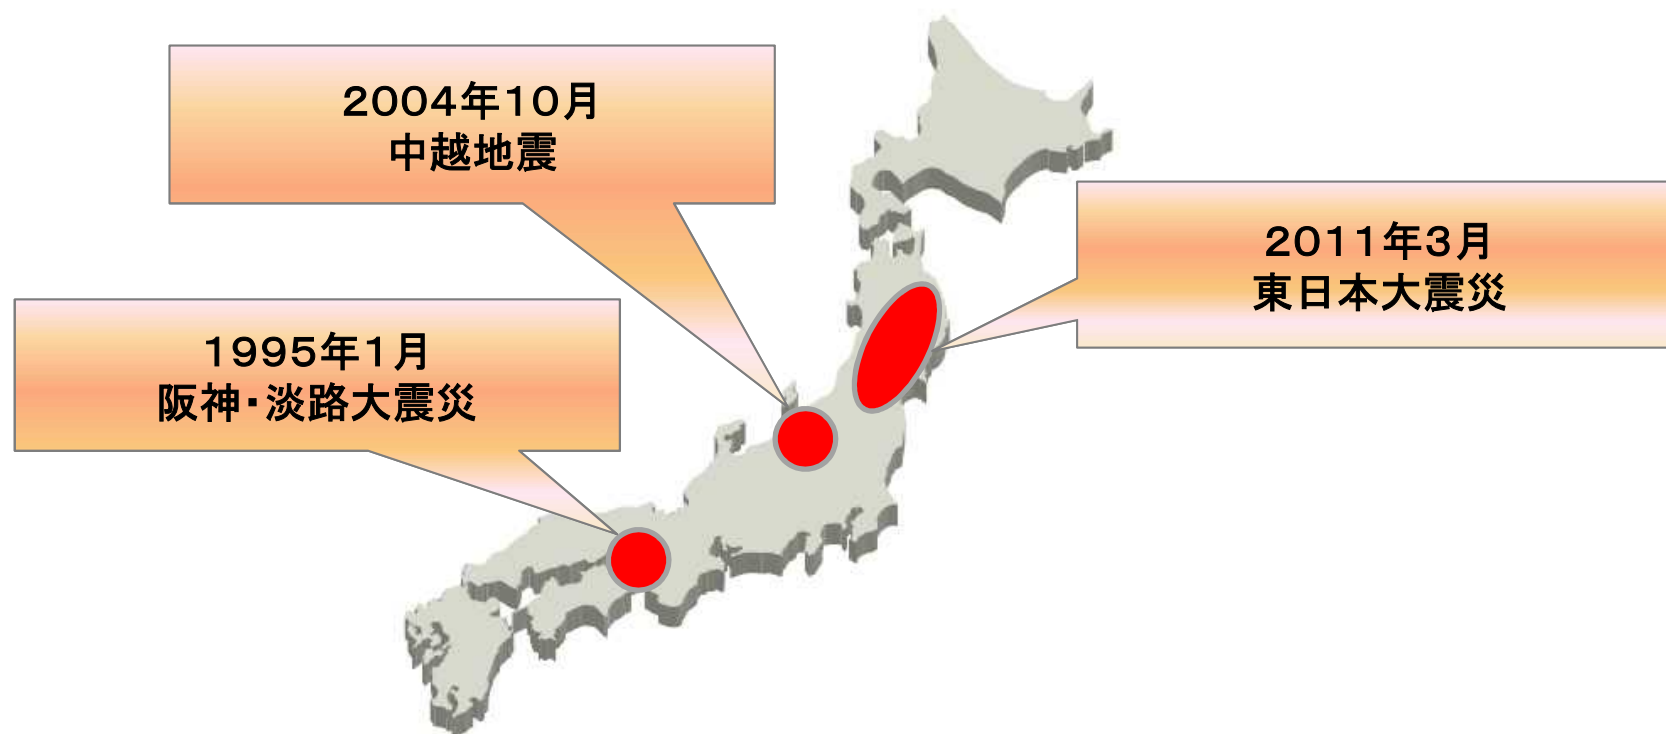 2004年10月
中越地震
2011年3月
東日本大震災
1995年1月
阪神・淡路大震災